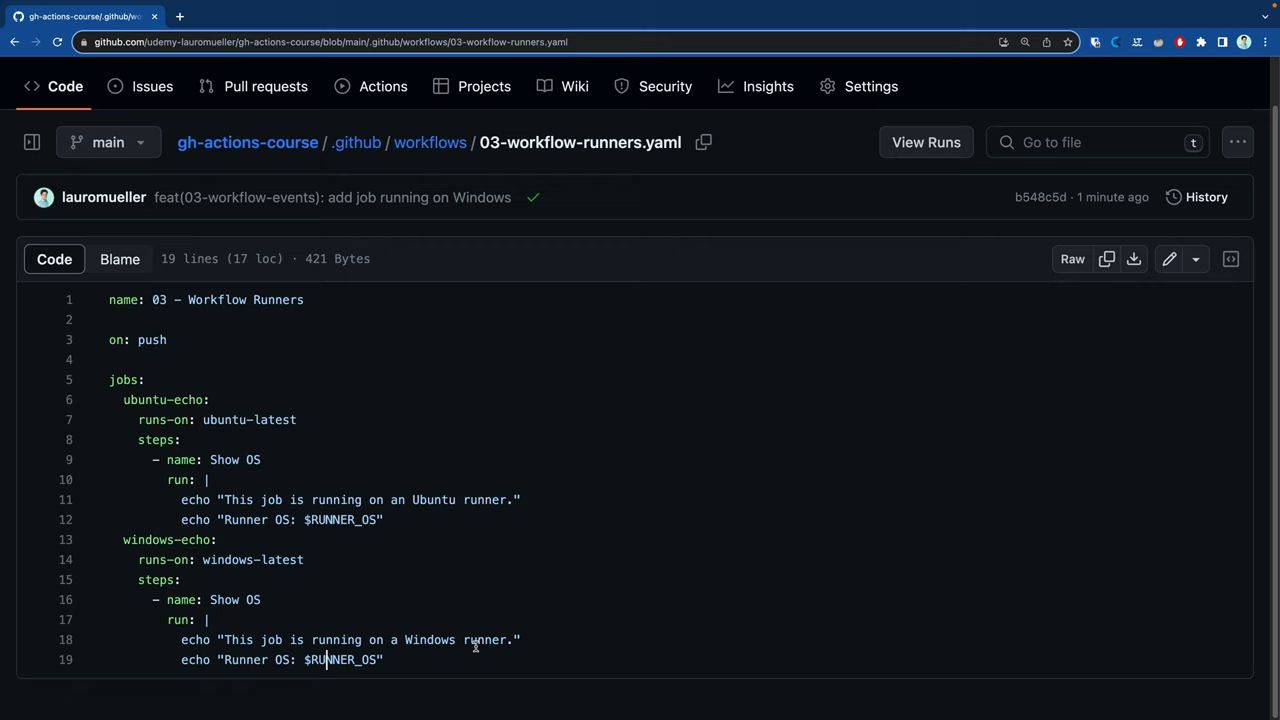 gh-actions-course/.github/wo
github.com/udemy-lauromueller/gh-actions-course/blob/main/.github/workflows/03-workflow-runners.yaml
Code Issues Pull requests Actions Projects Wiki Security Insights Settings
main gh-actions-course / .github / workflows / 03-workflow-runners.yaml View Runs Go to file t
lauromueller feat(03-workflow-events): add job running on Windows b548c5d · 1 minute ago History
Code Blame 19 lines (17 loc) · 421 Bytes Raw
1 name: 03 - Workflow Runners
2
3 on: push
4
5 jobs:
6 ubuntu-echo:
7 runs-on: ubuntu-latest
8 steps:
9 - name: Show OS
10 run: |
11 echo "This job is running on an Ubuntu runner."
12 echo "Runner OS: $RUNNER_OS"
13 windows-echo:
14 runs-on: windows-latest
15 steps:
16 - name: Show OS
17 run: |
18 echo "This job is running on a Windows runner."
19 echo "Runner OS: $RUNNER_OS"